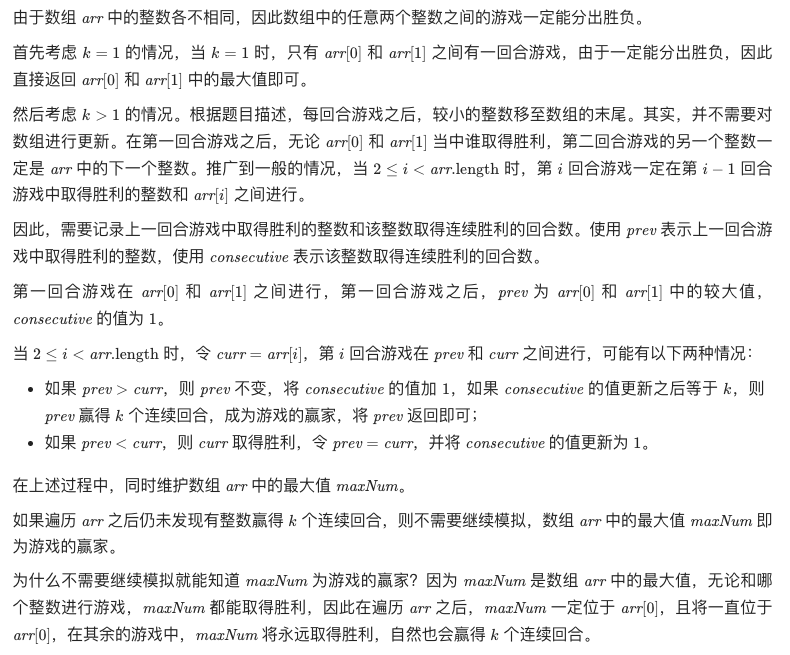 由于数组 arr 中的整数各不相同，因此数组中的任意两个整数之间的游戏一定能分出胜负。
首先考虑 k = 1 的情况，当 k = 1 时，只有 arr[0] 和 arr[1] 之间有一回合游戏，由于一定能分出胜负，因此
直接返回 arr[0] 和 arr[1] 中的最大值即可。
然后考虑 k > 1 的情况。根据题目描述，每回合游戏之后，较小的整数移至数组的末尾。其实，并不需要对
数组进行更新。在第一回合游戏之后，无论 arr[0] 和 arr[1] 当中谁取得胜利，第二回合游戏的另一个整数一
定是 arr 中的下一个整数。推广到一般的情况，当 2 ≤ i < arr.length 时，第 i 回合游戏一定在第 i − 1 回合
游戏中取得胜利的整数和 arr[i] 之间进行。
因此，需要记录上一回合游戏中取得胜利的整数和该整数取得连续胜利的回合数。使用 prev 表示上一回合游
戏中取得胜利的整数，使用 consecutive 表示该整数取得连续胜利的回合数。
第一回合游戏在 arr[0] 和 arr[1] 之间进行，第一回合游戏之后，prev 为 arr[0] 和 arr[1] 中的较大值，
consecutive 的值为 1。
当 2 ≤ i < arr.length 时，令 curr = arr[i]，第 i 回合游戏在 prev 和 curr 之间进行，可能有以下两种情况：
• 如果 prev > curr，则 prev 不变，将 consecutive 的值加 1，如果 consecutive 的值更新之后等于 k，则
prev 赢得 k 个连续回合，成为游戏的赢家，将 prev 返回即可；
• 如果 prev < curr，则 curr 取得胜利，令 prev = curr，并将 consecutive 的值更新为 1。
在上述过程中，同时维护数组 arr 中的最大值 maxNum。
如果遍历 arr 之后仍未发现有整数赢得 k 个连续回合，则不需要继续模拟，数组 arr 中的最大值 maxNum 即
为游戏的赢家。
为什么不需要继续模拟就能知道 maxNum 为游戏的赢家？因为 maxNum 是数组 arr 中的最大值，无论和哪
个整数进行游戏，maxNum 都能取得胜利，因此在遍历 arr 之后，maxNum 一定位于 arr[0]，且将一直位于
arr[0]，在其余的游戏中，maxNum 将永远取得胜利，自然也会赢得 k 个连续回合。